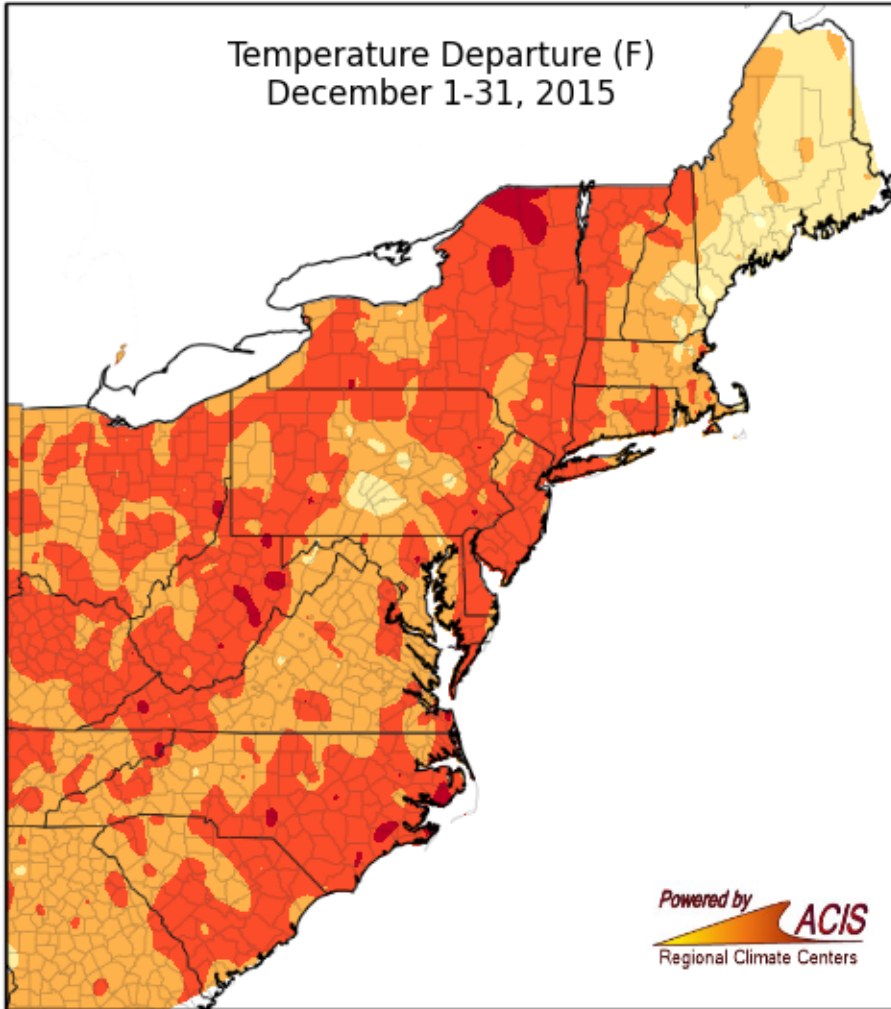 Temperature Departure (F)
December 1-31, 2015
Powered by
ACIS
Regional Climate Centers